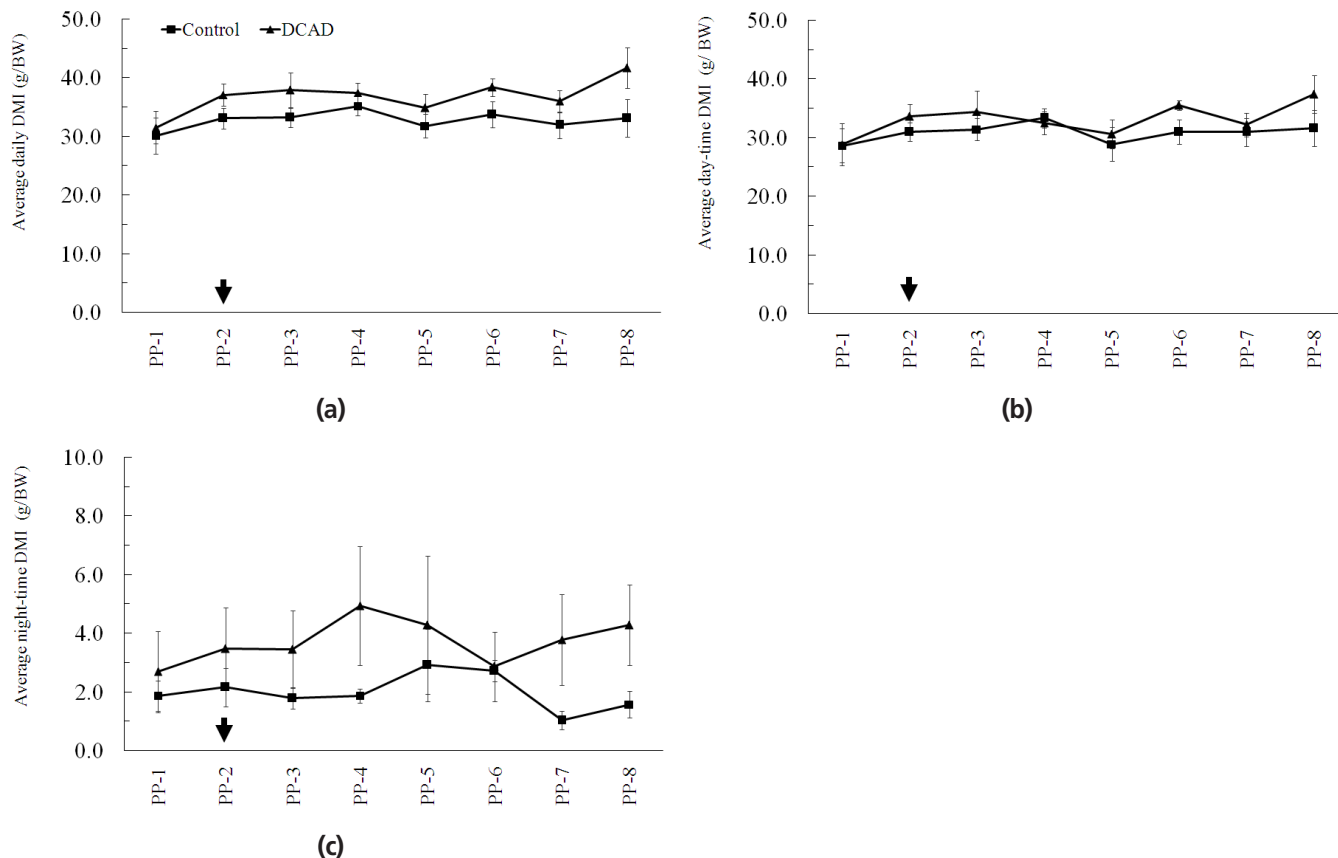 Average daily DMI (g/BW)
50.0
40.0
30.0
20.0
10.0
0.0
Control
DCAD
PP-1
PP-2
PP-3
PP-4
PP-5
PP-6
PP-7
PP-8
(a)
Average day-time DMI (g/ BW)
50.0
40.0
30.0
20.0
10.0
0.0
PP-1
PP-2
PP-3
PP-4
PP-5
PP-6
PP-7
PP-8
(b)
Average night-time DMI (g/BW)
10.0
8.0
6.0
4.0
2.0
0.0
PP-1
PP-2
PP-3
PP-4
PP-5
PP-6
PP-7
PP-8
(c)